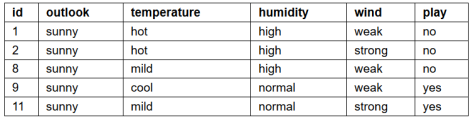 id outlook temperature humidity wind play
1 sunny hot high weak no
2 sunny hot high strong no
8 sunny mild high weak no
9 sunny cool normal weak yes
11 sunny mild normal strong yes